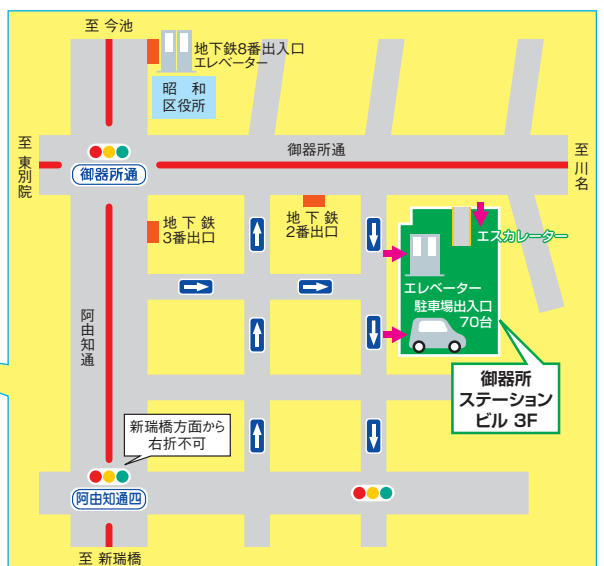 至 今池
地下鉄8番出入口
エレベーター
昭 和
区役所
至 東別院
御器所通
御器所通
至 川名
地 下 鉄
3番出口
地 下 鉄
2番出口
エスカレーター
エレベーター
駐車場出入口
70台
阿由知通
御器所
ステーション
ビル 3F
新瑞橋方面から
右折不可
阿由知通四
至 新瑞橋